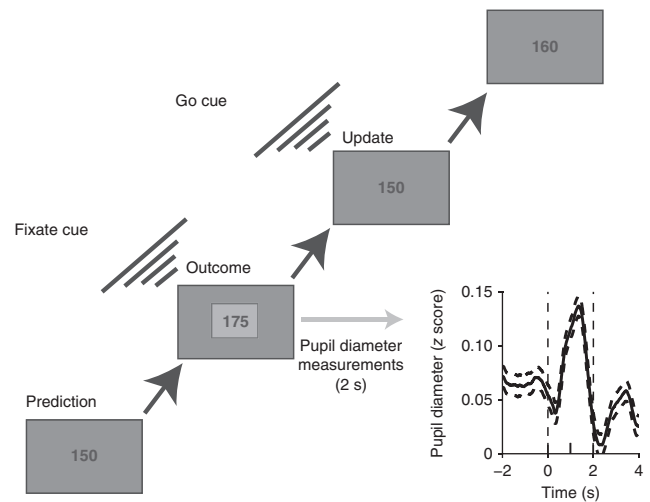 160
Go cue
Update
150
Fixate cue
Outcome
175
Pupil diameter
measurements
(2 s)
Prediction
150
Pupil diameter (z score)
0.15
0.10
0.05
0
−2 0 2 4
Time (s)